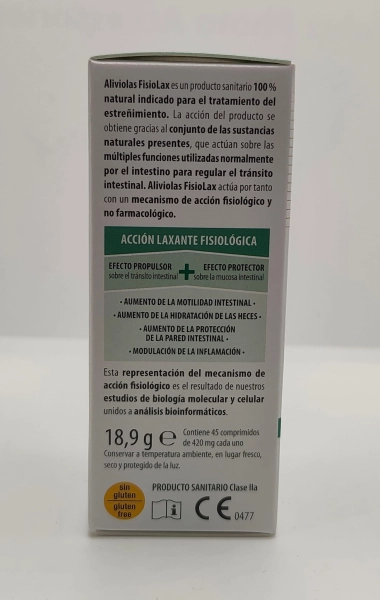 Aliviolas FisioLax es un producto sanitario 100 %
natural indicado para el tratamiento del
estreñimiento. La acción del producto se
obtiene gracias al conjunto de las sustancias
naturales presentes, que actúan sobre las
múltiples funciones utilizadas normalmente
por el intestino para regular el tránsito
intestinal. Aliviolas FisioLax actúa por tanto
con un mecanismo de acción fisiológico y
no farmacológico.
ACCIÓN LAXANTE FISIOLÓGICA
EFECTO PROPULSOR
sobre el tránsito intestinal
+
EFECTO PROTECTOR
sobre la mucosa intestinal
• AUMENTO DE LA MOTILIDAD INTESTINAL •
• AUMENTO DE LA HIDRATACIÓN DE LAS HECES •
• AUMENTO DE LA PROTECCIÓN
DE LA PARED INTESTINAL •
• MODULACIÓN DE LA INFLAMACIÓN •
Esta representación del mecanismo de
acción fisiológico es el resultado de nuestros
estudios de biología molecular y celular
unidos a análisis bioinformáticos.
18,9 g ℮
Contiene 45 comprimidos
de 420 mg cada uno
Conservar a temperatura ambiente, en lugar fresco,
seco y protegido de la luz.
sin
gluten
gluten
free
PRODUCTO SANITARIO Clase IIa
i
CE 0477